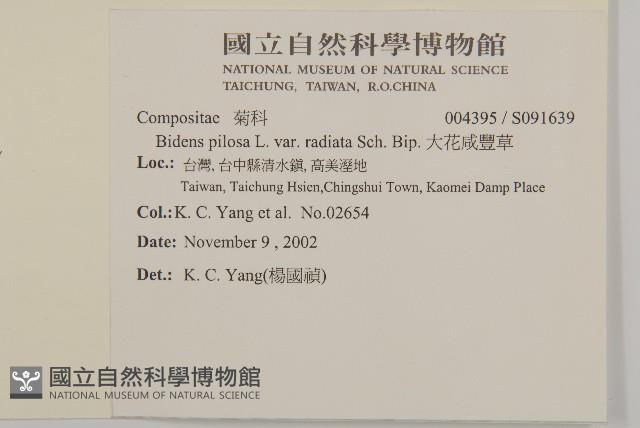 國立自然科學博物館
NATIONAL MUSEUM OF NATURAL SCIENCE
TAICHUNG, TAIWAN, R.O.CHINA
Compositae 菊科 004395 / S091639
Bidens pilosa L. var. radiata Sch. Bip. 大花咸豐草
Loc.: 台灣, 台中縣清水鎮, 高美溼地
Taiwan, Taichung Hsien,Chingshui Town, Kaomei Damp Place
Col.: K. C. Yang et al. No.02654
Date: November 9 , 2002
Det.: K. C. Yang(楊國禎)
國立自然科學博物館
NATIONAL MUSEUM OF NATURAL SCIENCE